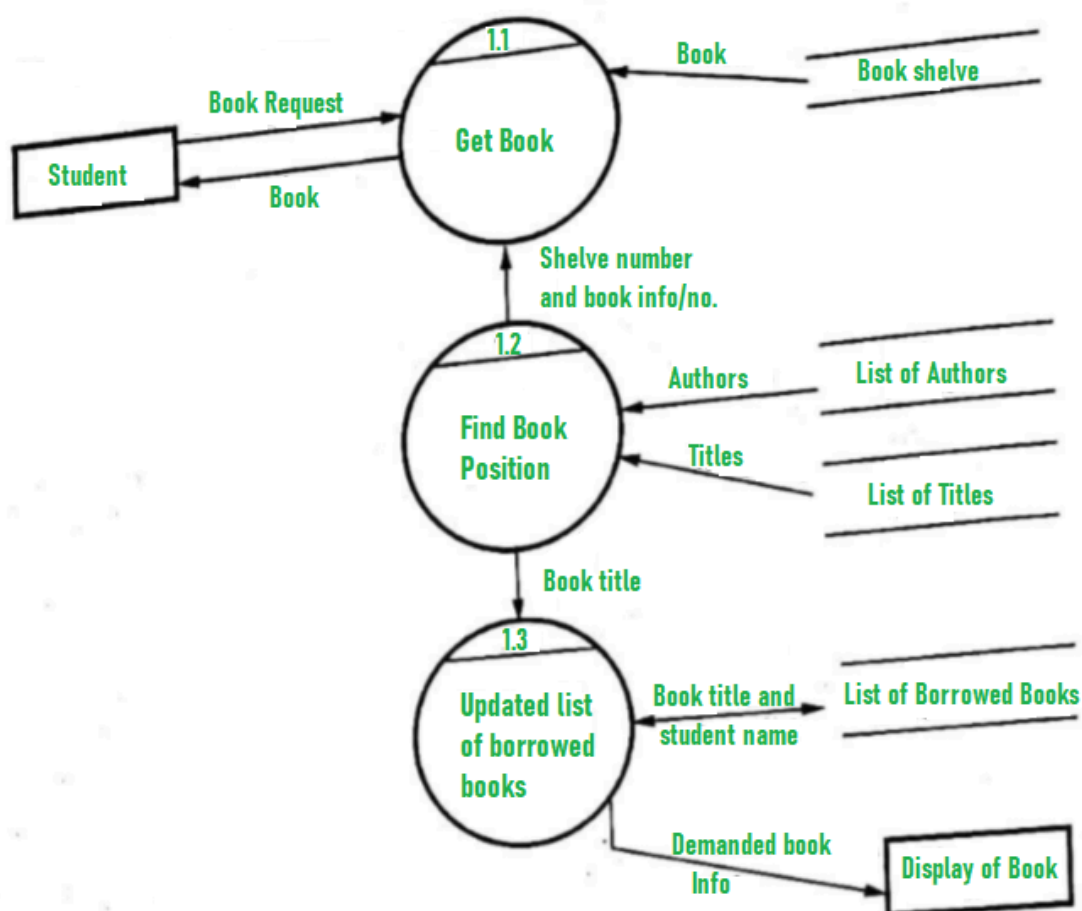 1.1
Book
Book shelve
Book Request
Get Book
Student
Book
Shelve number
and book info/no.
1.2
Authors
List of Authors
Find Book
Position
Titles
List of Titles
Book title
1.3
Updated list
of borrowed
books
Book title and
student name
List of Borrowed Books
Demanded book
Info
Display of Book